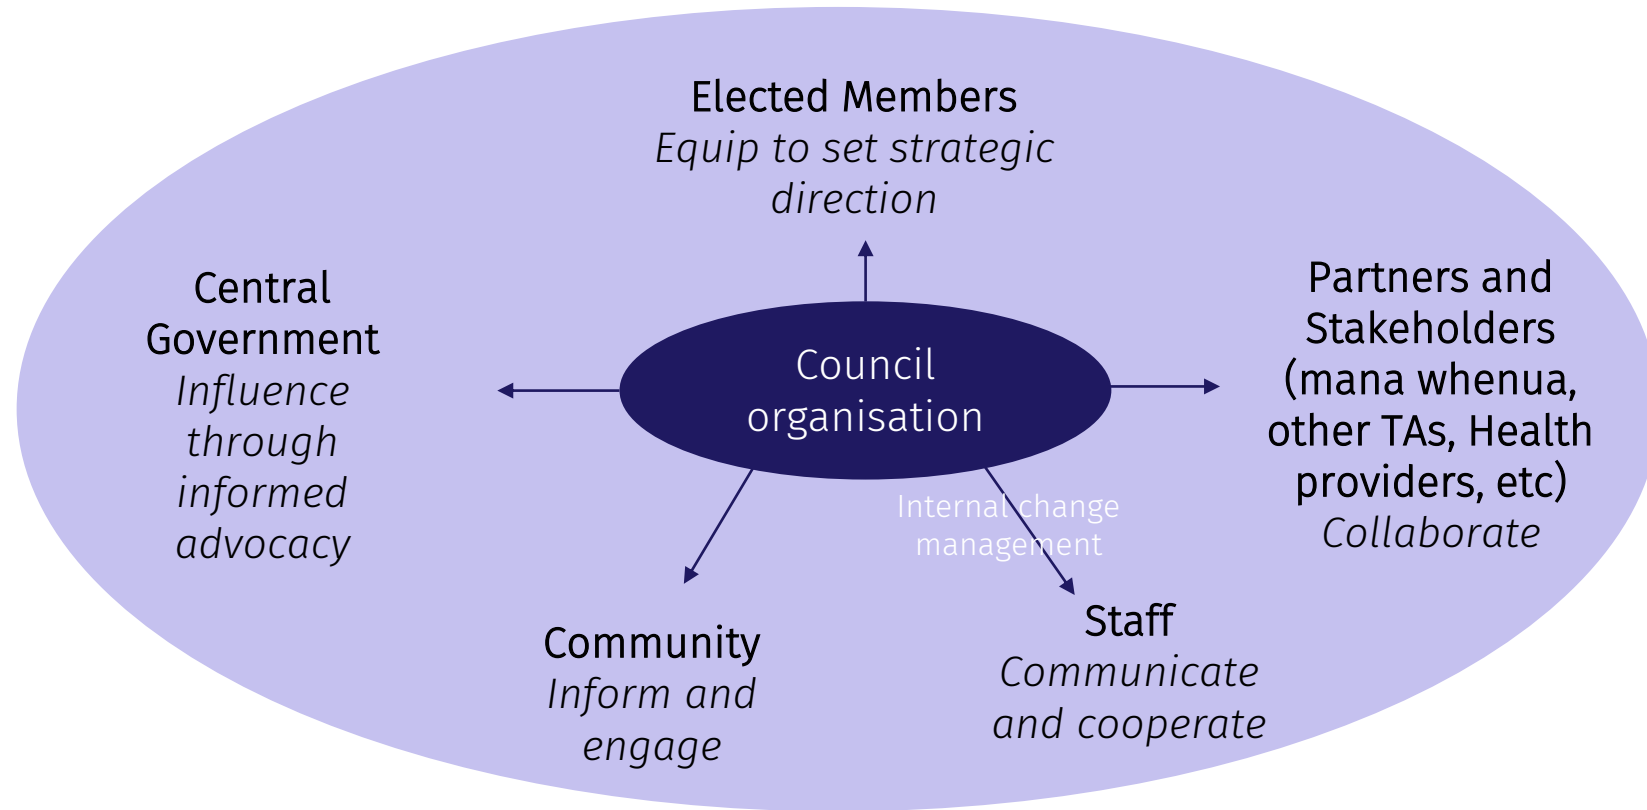 Elected Members
Equip to set strategic
direction
Central
Government
Influence
through
informed
advocacy
Council
organisation
Partners and
Stakeholders
(mana whenua,
other TAs, Health
providers, etc)
Collaborate
Internal change
management
Community
Inform and
engage
Staff
Communicate
and cooperate